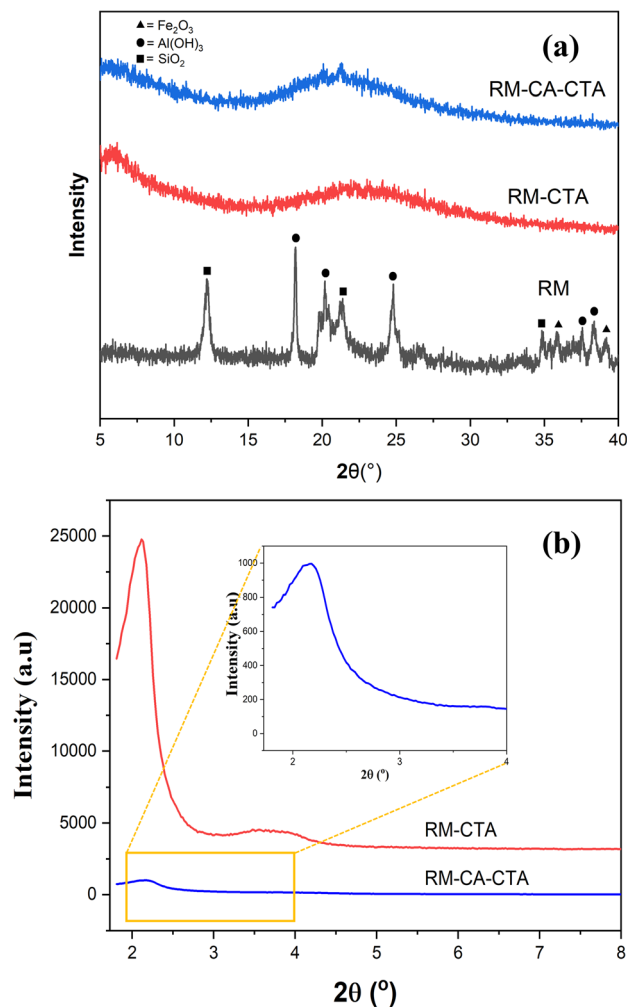 ▲= Fe₂O₃
●= Al(OH)₃
■= SiO₂
(a)
RM-CA-CTA
RM-CTA
RM
Intensity
5 10 15 20 25 30 35 40
2θ(°)
(b)
25000
20000
15000
10000
5000
0
Intensity (a.u)
1000
800
600
400
200
0
Intensity (a.u)
2 3 4
2θ (º)
RM-CTA
RM-CA-CTA
2 3 4 5 6 7 8
2θ (º)